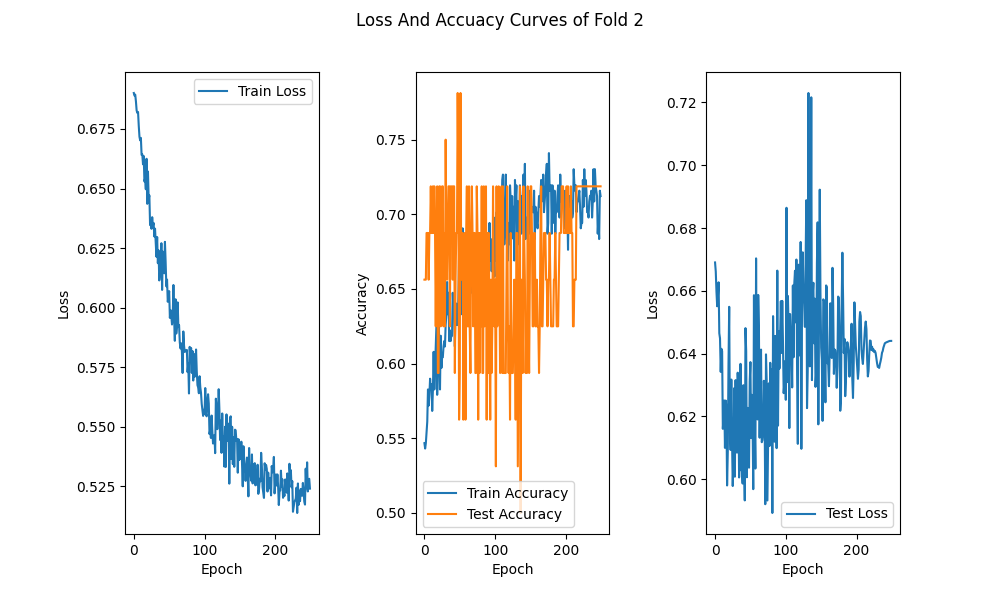 Loss And Accuacy Curves of Fold 2
Train Loss
0.675
0.650
0.625
0.600
0.575
0.550
0.525
Loss
0
100
200
Epoch
0.75
0.70
0.65
0.60
0.55
0.50
Accuracy
Train Accuracy
Test Accuracy
0
100
200
Epoch
0.72
0.70
0.68
0.66
0.64
0.62
0.60
Loss
Test Loss
0
100
200
Epoch